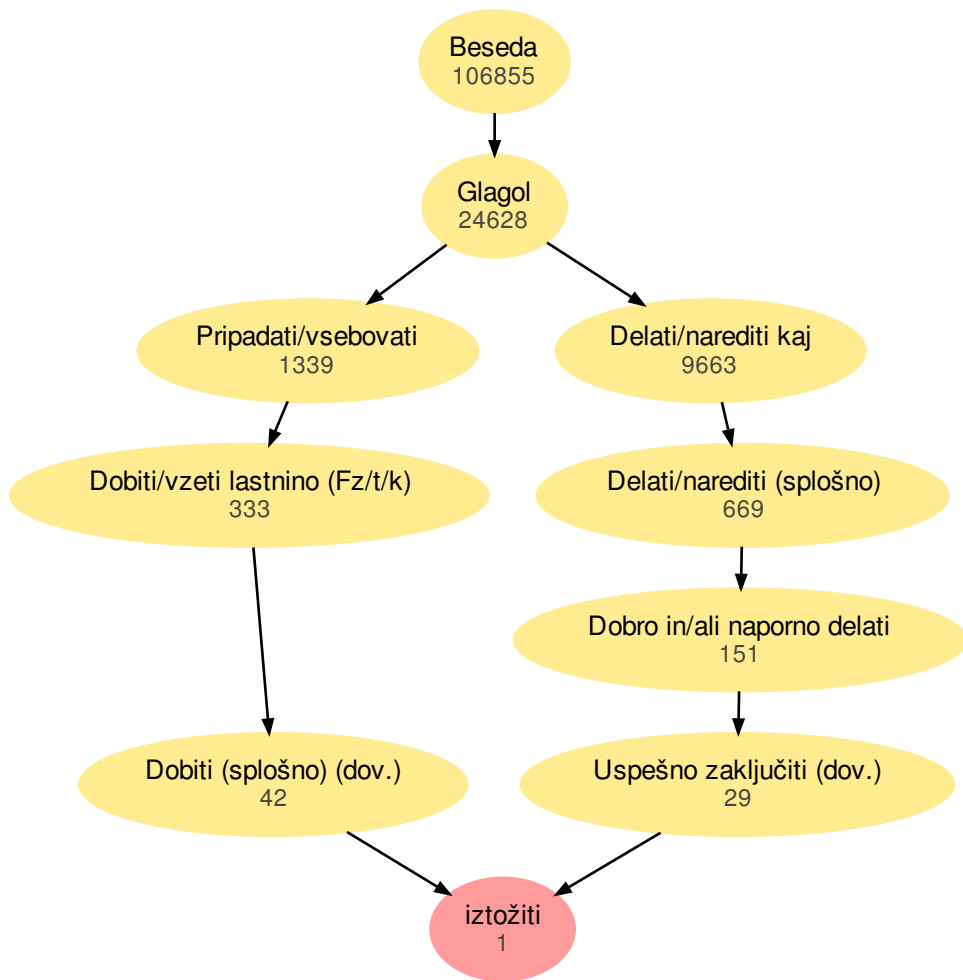 Beseda
106855
Glagol
24628
Pripadati/vsebovati
1339
Delati/narediti kaj
9663
Dobiti/vzeti lastnino (Fz/t/k)
333
Delati/narediti (splošno)
669
Dobro in/ali naporno delati
151
Dobiti (splošno) (dov.)
42
Uspešno zaključiti (dov.)
29
iztožiti
1